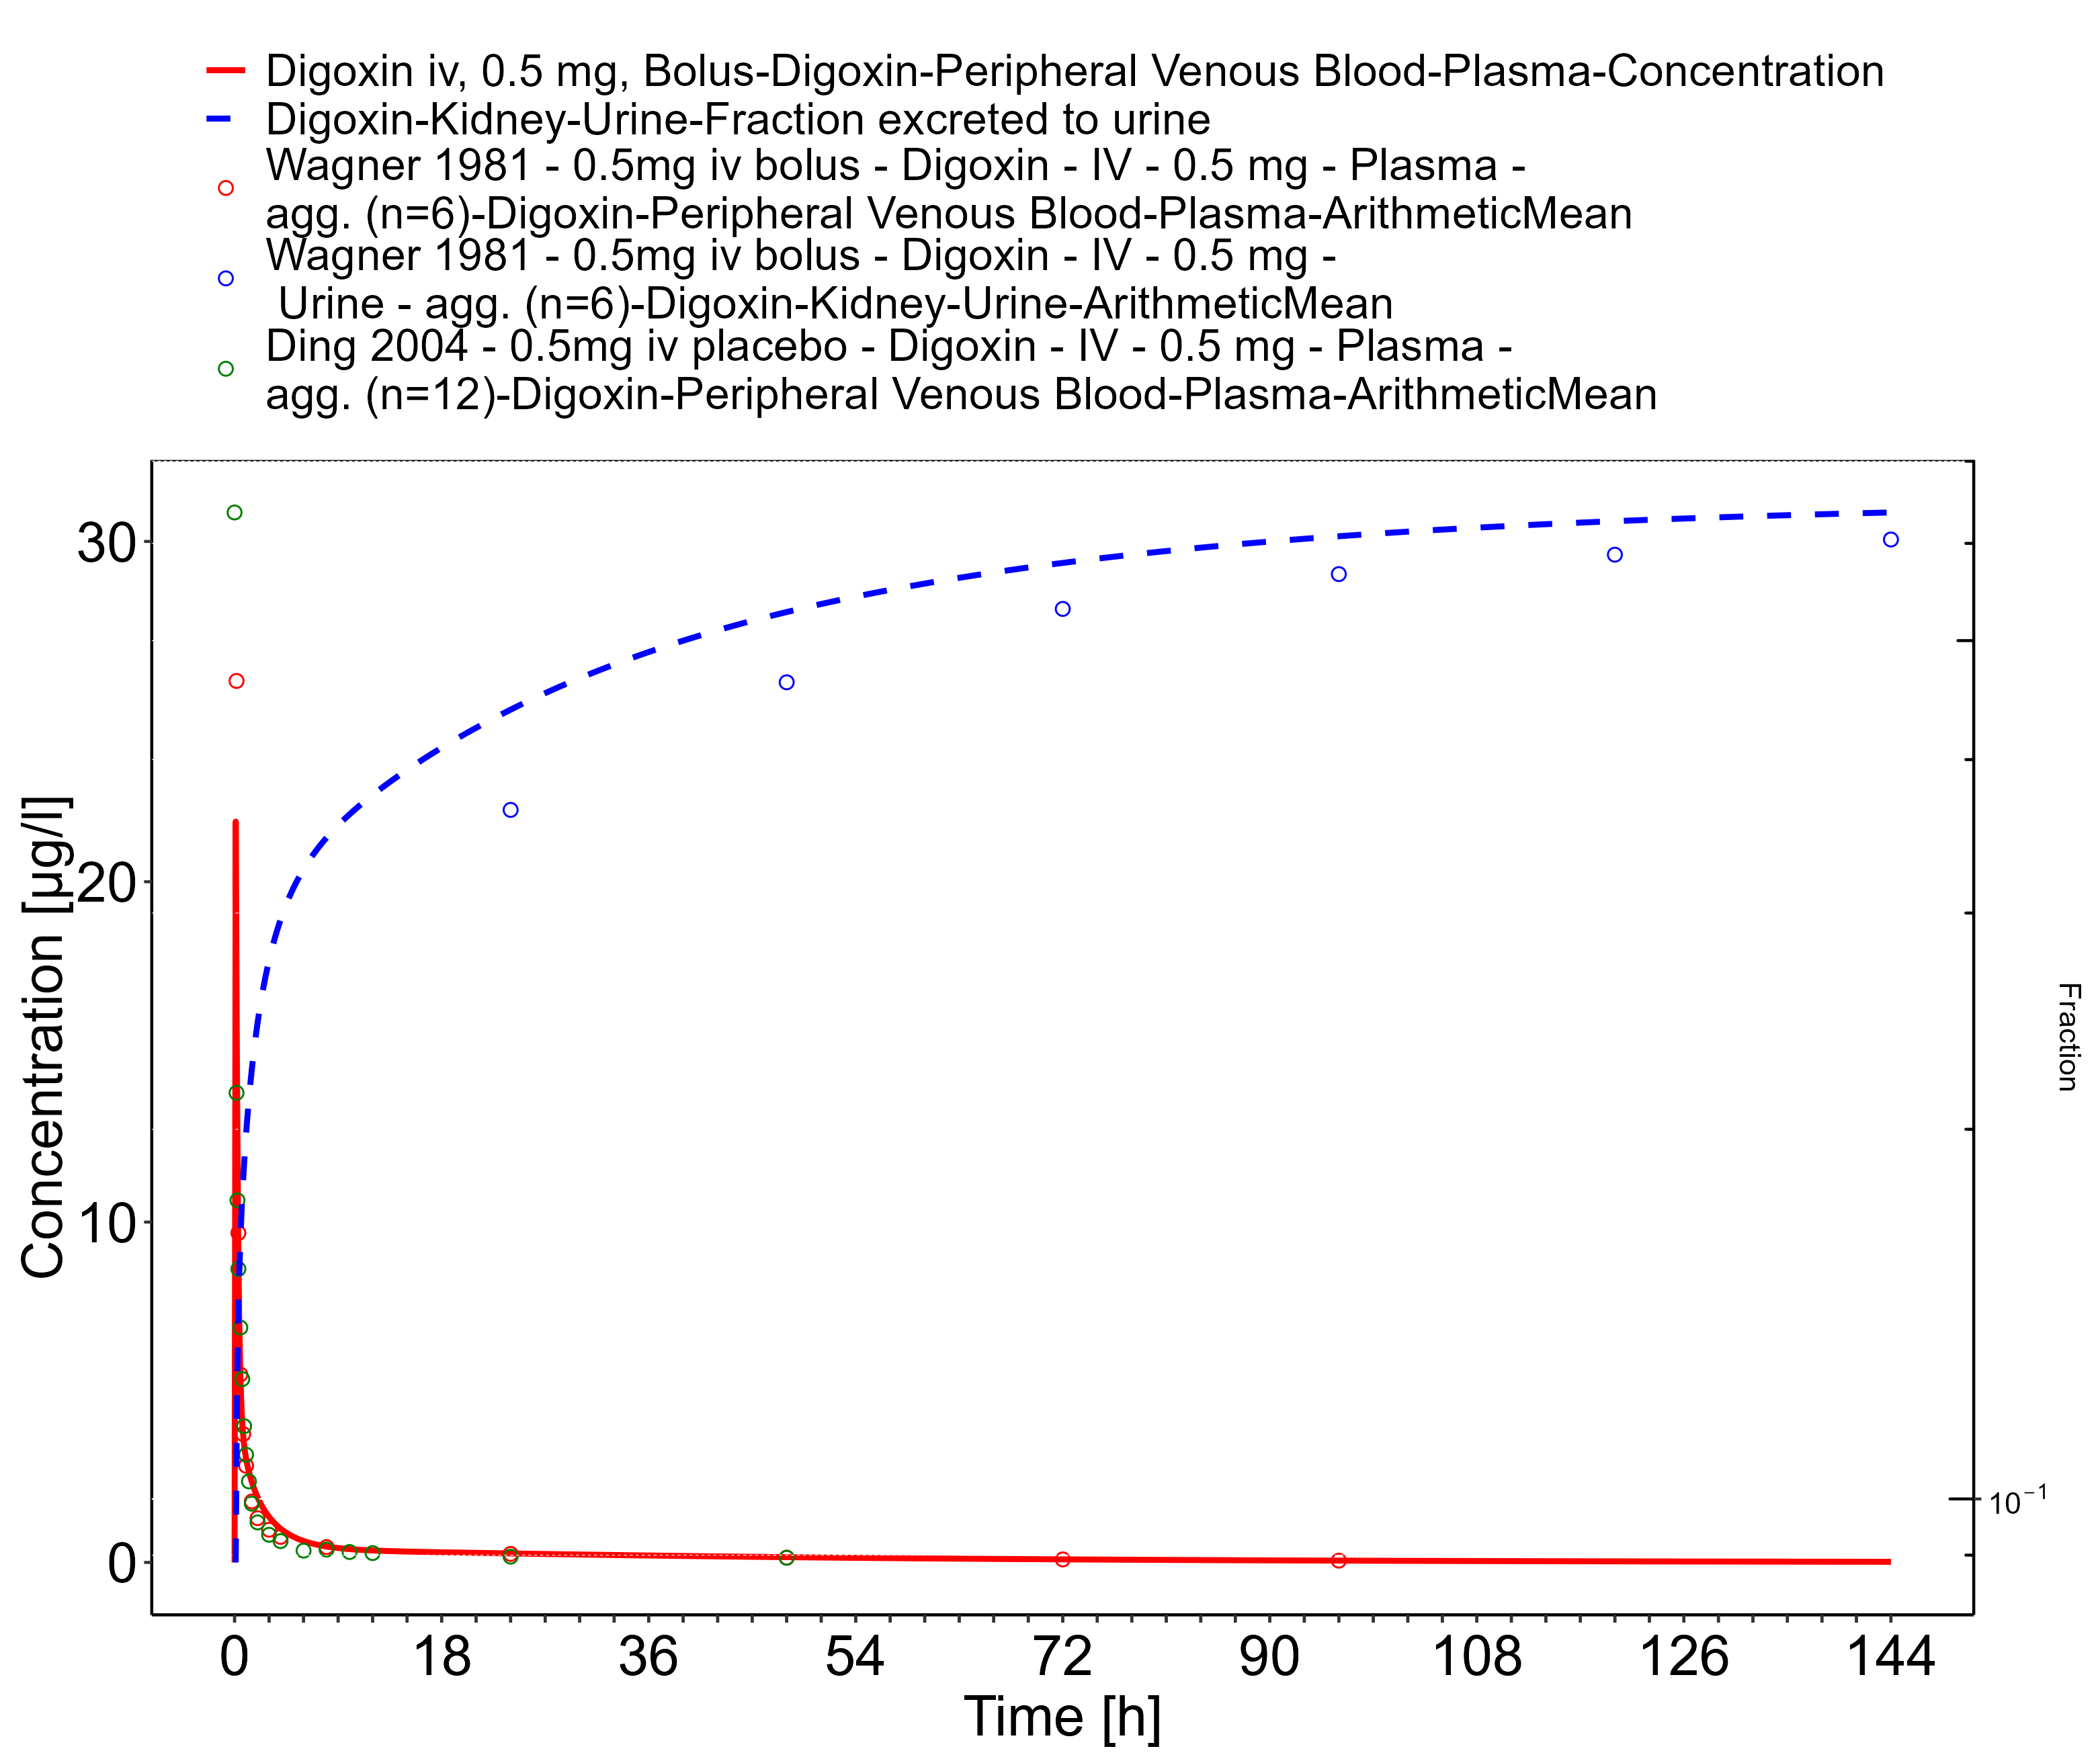 Digoxin iv, 0.5 mg, Bolus-Digoxin-Peripheral Venous Blood-Plasma-Concentration
Digoxin-Kidney-Urine-Fraction excreted to urine
Wagner 1981 - 0.5mg iv bolus - Digoxin - IV - 0.5 mg - Plasma -
agg. (n=6)-Digoxin-Peripheral Venous Blood-Plasma-ArithmeticMean
Wagner 1981 - 0.5mg iv bolus - Digoxin - IV - 0.5 mg -
Urine - agg. (n=6)-Digoxin-Kidney-Urine-ArithmeticMean
Ding 2004 - 0.5mg iv placebo - Digoxin - IV - 0.5 mg - Plasma -
agg. (n=12)-Digoxin-Peripheral Venous Blood-Plasma-ArithmeticMean
Concentration [µg/l]
30
20
10
0
Fraction
10⁻¹
0 18 36 54 72 90 108 126 144
Time [h]